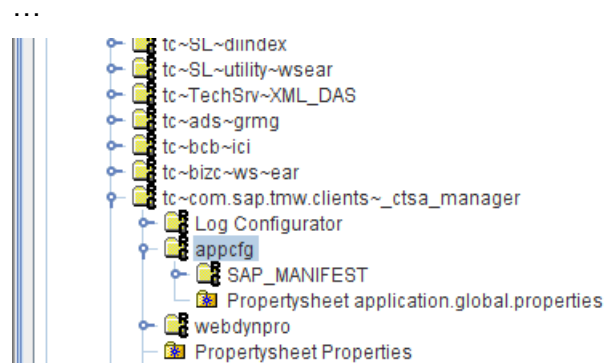 ...
tc~SL~diindex
tc~SL~utility~wsear
tc~TechSrv~XML_DAS
tc~ads~grmg
tc~bcb~ici
tc~bizc~ws~ear
tc~com.sap.tmw.clients~_ctsa_manager
Log Configurator
appcfg
SAP_MANIFEST
Propertysheet application.global.properties
webdynpro
Propertysheet Properties